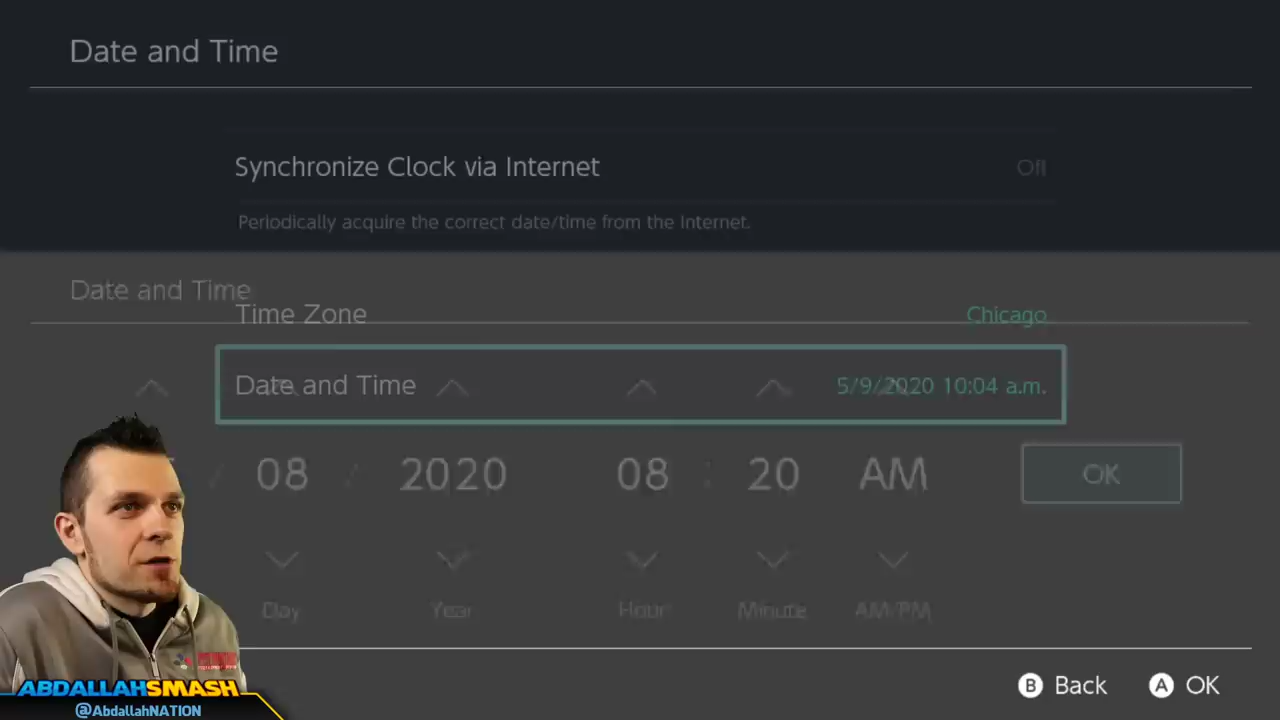 Date and Time
Synchronize Clock via Internet Off
Periodically acquire the correct date/time from the Internet.
Date and Time
Time Zone Chicago
Date and Time 5/9/2020 10:04 a.m.
/ 08 / 2020 08 : 20 AM OK
Day Year Hour Minute AM/PM
ABDALLAHSMASH
@AbdallahNATION
B Back A OK